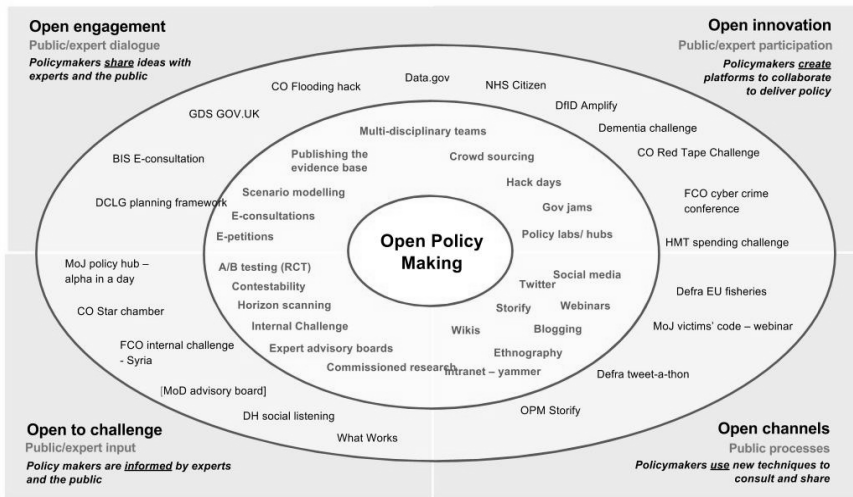 Open engagement
Public/expert dialogue
Policymakers share ideas with
experts and the public
Open innovation
Public/expert participation
Policymakers create
platforms to collaborate
to deliver policy
CO Flooding hack
Data.gov
NHS Citizen
GDS GOV.UK
DfID Amplify
Dementia challenge
BIS E-consultation
CO Red Tape Challenge
DCLG planning framework
FCO cyber crime
conference
HMT spending challenge
Multi-disciplinary teams
Publishing the
evidence base
Crowd sourcing
Scenario modelling
Hack days
E-consultations
Gov jams
E-petitions
Policy labs/ hubs
Open Policy
Making
A/B testing (RCT)
Contestability
Horizon scanning
Internal Challenge
Expert advisory boards
Commissioned research
Social media
Twitter
Storify
Webinars
Wikis
Blogging
Ethnography
Intranet – yammer
MoJ policy hub –
alpha in a day
CO Star chamber
FCO internal challenge
- Syria
[MoD advisory board]
DH social listening
What Works
Defra EU fisheries
MoJ victims' code – webinar
Defra tweet-a-thon
OPM Storify
Open to challenge
Public/expert input
Policy makers are informed by experts
and the public
Open channels
Public processes
Policymakers use new techniques to
consult and share